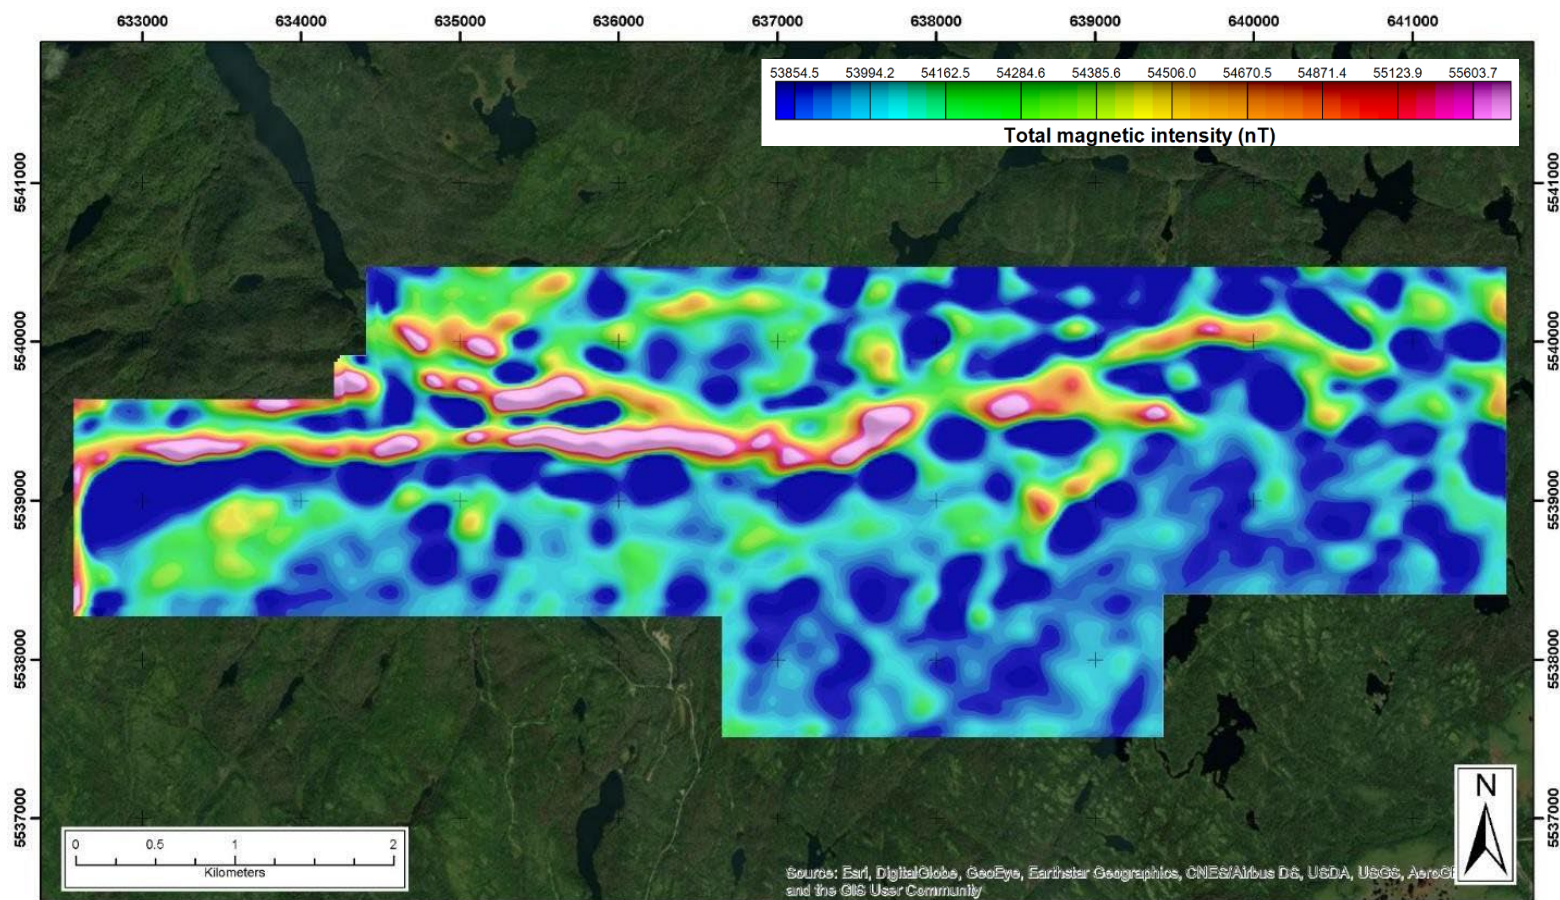 633000 634000 635000 636000 637000 638000 639000 640000 641000
53854.5 53994.2 54162.5 54284.6 54385.6 54506.0 54670.5 54871.4 55123.9 55603.7
Total magnetic intensity (nT)
5541000 5541000
5540000 5540000
5539000 5539000
5538000 5538000
5537000 5537000
N
0 0.5 1 2
Kilometers
Source: Esri, DigitalGlobe, GeoEye, Earthstar Geographics, CNES/Airbus DS, USDA, USGS,
and the GIS User Community